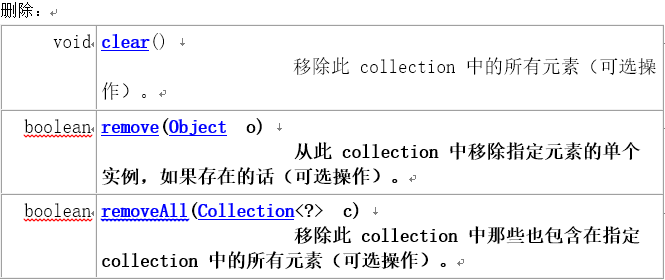 删除：
void clear()
移除此 collection 中的所有元素（可选操
作）。
boolean remove(Object o)
从此 collection 中移除指定元素的单个
实例，如果存在的话（可选操作）。
boolean removeAll(Collection<?> c)
移除此 collection 中那些也包含在指定
collection 中的所有元素（可选操作）。